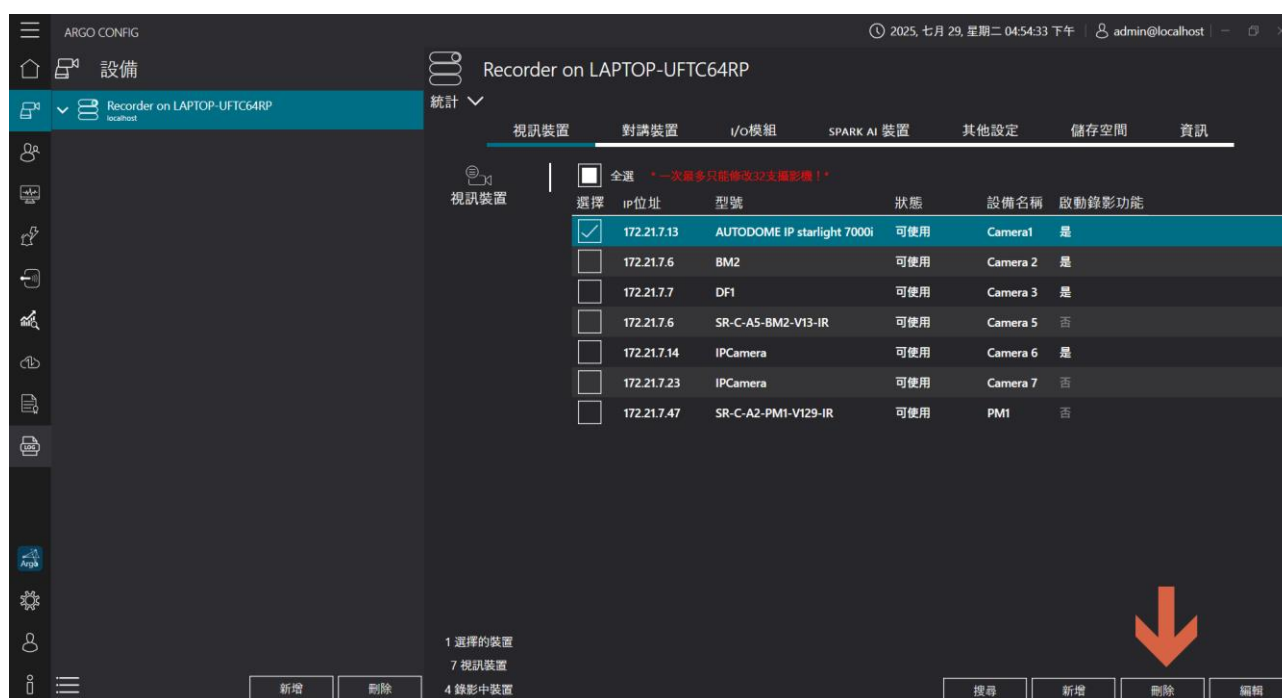 ARGO CONFIG
2025, 七月 29, 星期二 04:54:33 下午
admin@localhost
設備
Recorder on LAPTOP-UFTC64RP
Recorder on LAPTOP-UFTC64RP
localhost
統計
視訊裝置 對講裝置 I/O模組 SPARK AI 裝置 其他設定 儲存空間 資訊
視訊裝置
全選 * 一次最多只能修改32支攝影機！*
選擇 IP位址 型號 狀態 設備名稱 啟動錄影功能
172.21.7.13 AUTODOME IP starlight 7000i 可使用 Camera1 是
172.21.7.6 BM2 可使用 Camera 2 是
172.21.7.7 DF1 可使用 Camera 3 是
172.21.7.6 SR-C-A5-BM2-V13-IR 可使用 Camera 5 否
172.21.7.14 IPCamera 可使用 Camera 6 是
172.21.7.23 IPCamera 可使用 Camera 7 否
172.21.7.47 SR-C-A2-PM1-V129-IR 可使用 PM1 否
LOG
Argo
1 選擇的裝置
7 視訊裝置
4 錄影中裝置
新增 刪除
搜尋 新增 刪除 編輯